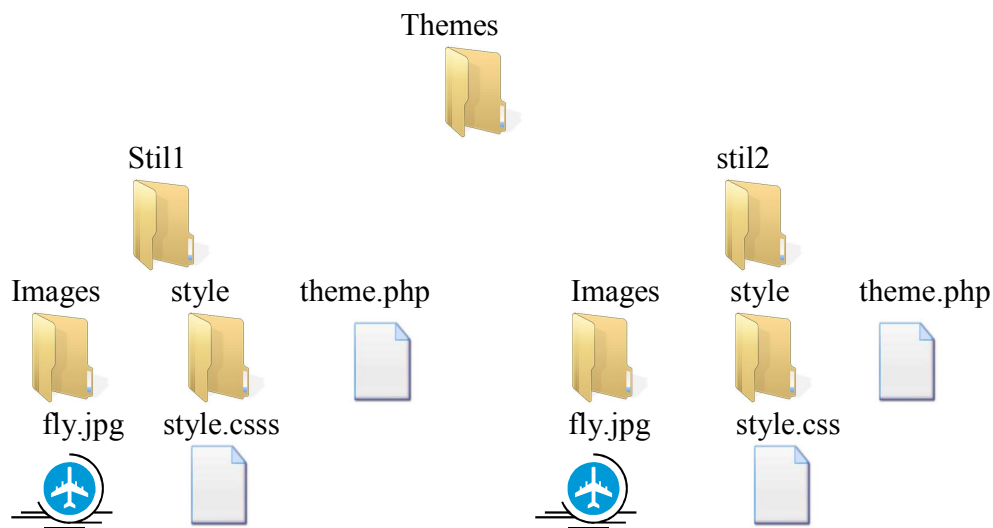 Themes
Stil1 stil2
Images style theme.php Images style theme.php
fly.jpg style.csss fly.jpg style.css